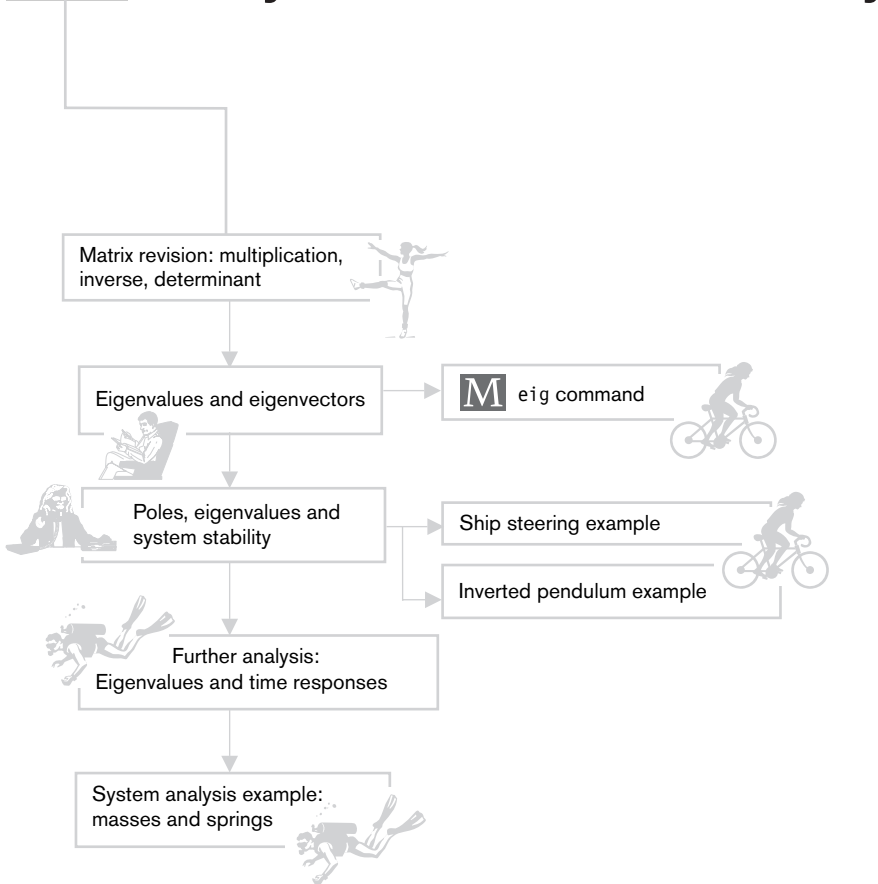 Matrix revision: multiplication,
inverse, determinant
Eigenvalues and eigenvectors
M eig command
Poles, eigenvalues and
system stability
Ship steering example
Inverted pendulum example
Further analysis:
Eigenvalues and time responses
System analysis example:
masses and springs